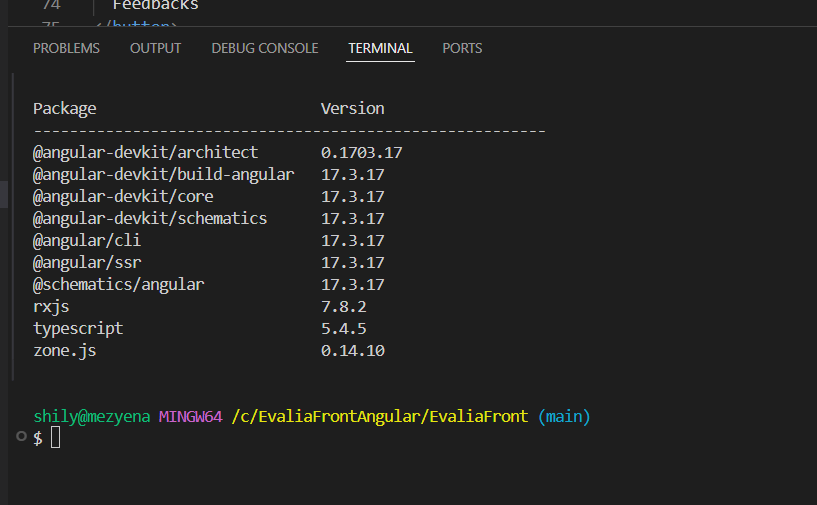 74 Feedbacks
75 </button>
PROBLEMS OUTPUT DEBUG CONSOLE TERMINAL PORTS
Package Version
---------------------------------------------------------
@angular-devkit/architect 0.1703.17
@angular-devkit/build-angular 17.3.17
@angular-devkit/core 17.3.17
@angular-devkit/schematics 17.3.17
@angular/cli 17.3.17
@angular/ssr 17.3.17
@schematics/angular 17.3.17
rxjs 7.8.2
typescript 5.4.5
zone.js 0.14.10
shily@mezyena MINGW64 /c/EvaliaFrontAngular/EvaliaFront (main)
$